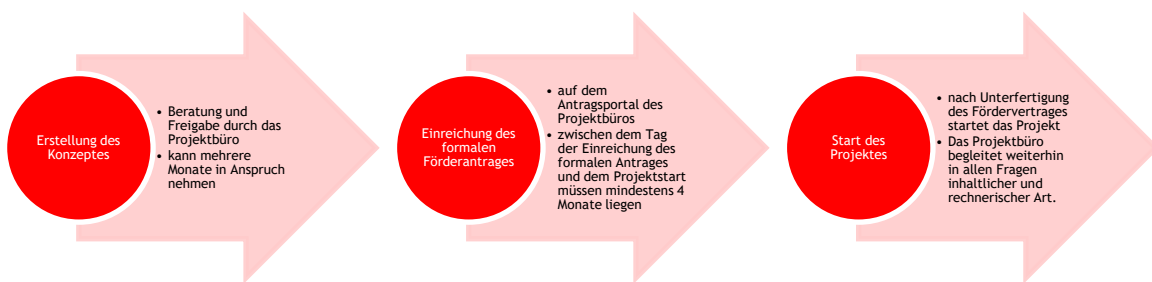 Erstellung des
Konzeptes
• Beratung und
Freigabe durch das
Projektbüro
• kann mehrere
Monate in Anspruch
nehmen
Einreichung des
formalen
Förderantrages
• auf dem
Antragsportal des
Projektbüros
• zwischen dem Tag
der Einreichung des
formalen Antrages
und dem Projektstart
müssen mindestens 4
Monate liegen
Start des
Projektes
• nach Unterfertigung
des Fördervertrages
startet das Projekt
• Das Projektbüro
begleitet weiterhin
in allen Fragen
inhaltlicher und
rechnerischer Art.